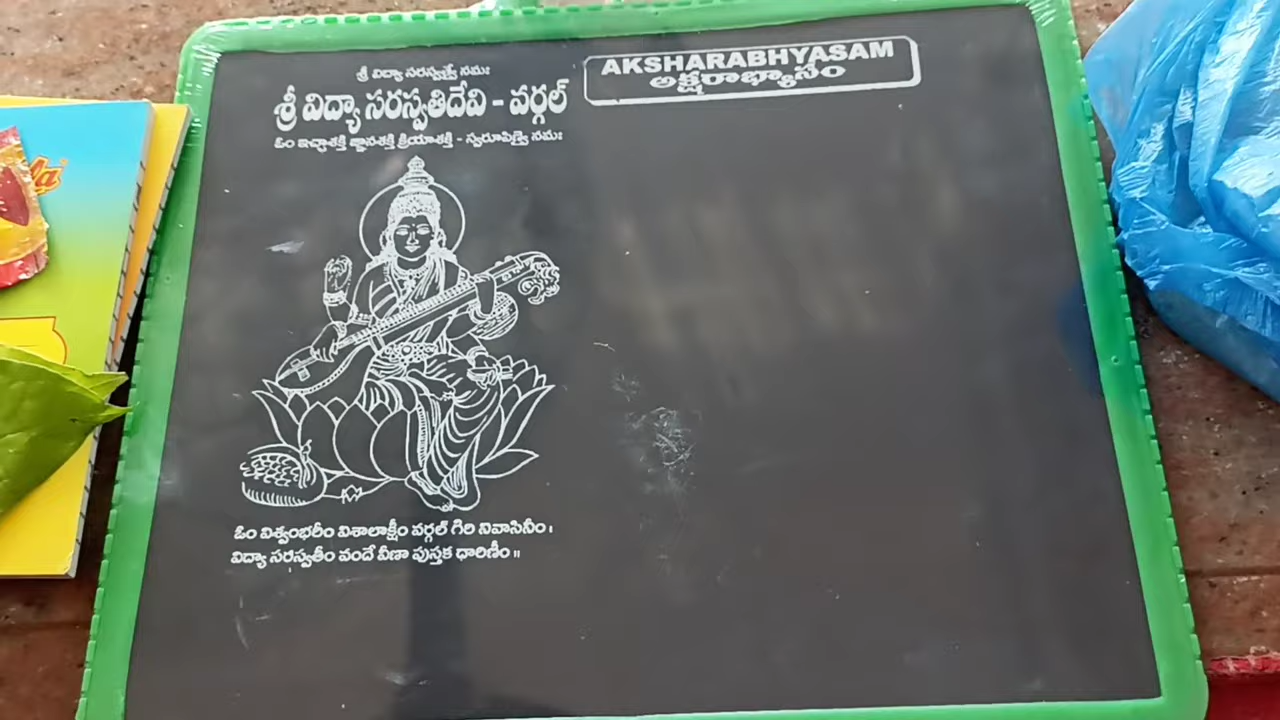 శ్రీ విద్యా సరస్వత్యై నమః
శ్రీ విద్యా సరస్వతిదేవి - వర్గల్
ఓం ఇచ్ఛాశక్తి జ్ఞానశక్తి క్రియాశక్తి - స్వరూపిణ్యై నమః
AKSHARABHYASAM
అక్షరాభ్యాసం
ఓం విశ్వంభరీం విశాలాక్షీం వర్గల్ గిరి నివాసినీం ।
విద్యా సరస్వతీం వందే వీణా పుస్తక ధారిణీం ॥